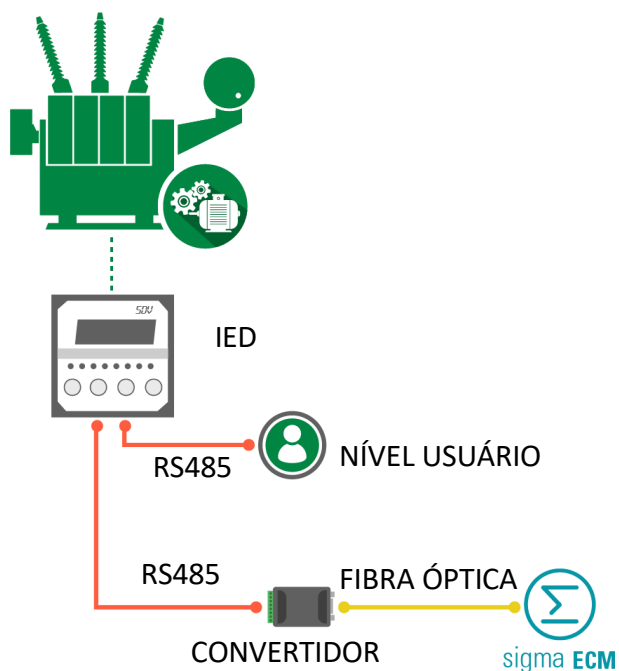 SDV
IED
RS485
NÍVEL USUÁRIO
RS485
FIBRA ÓPTICA
CONVERTIDOR
sigma ECM